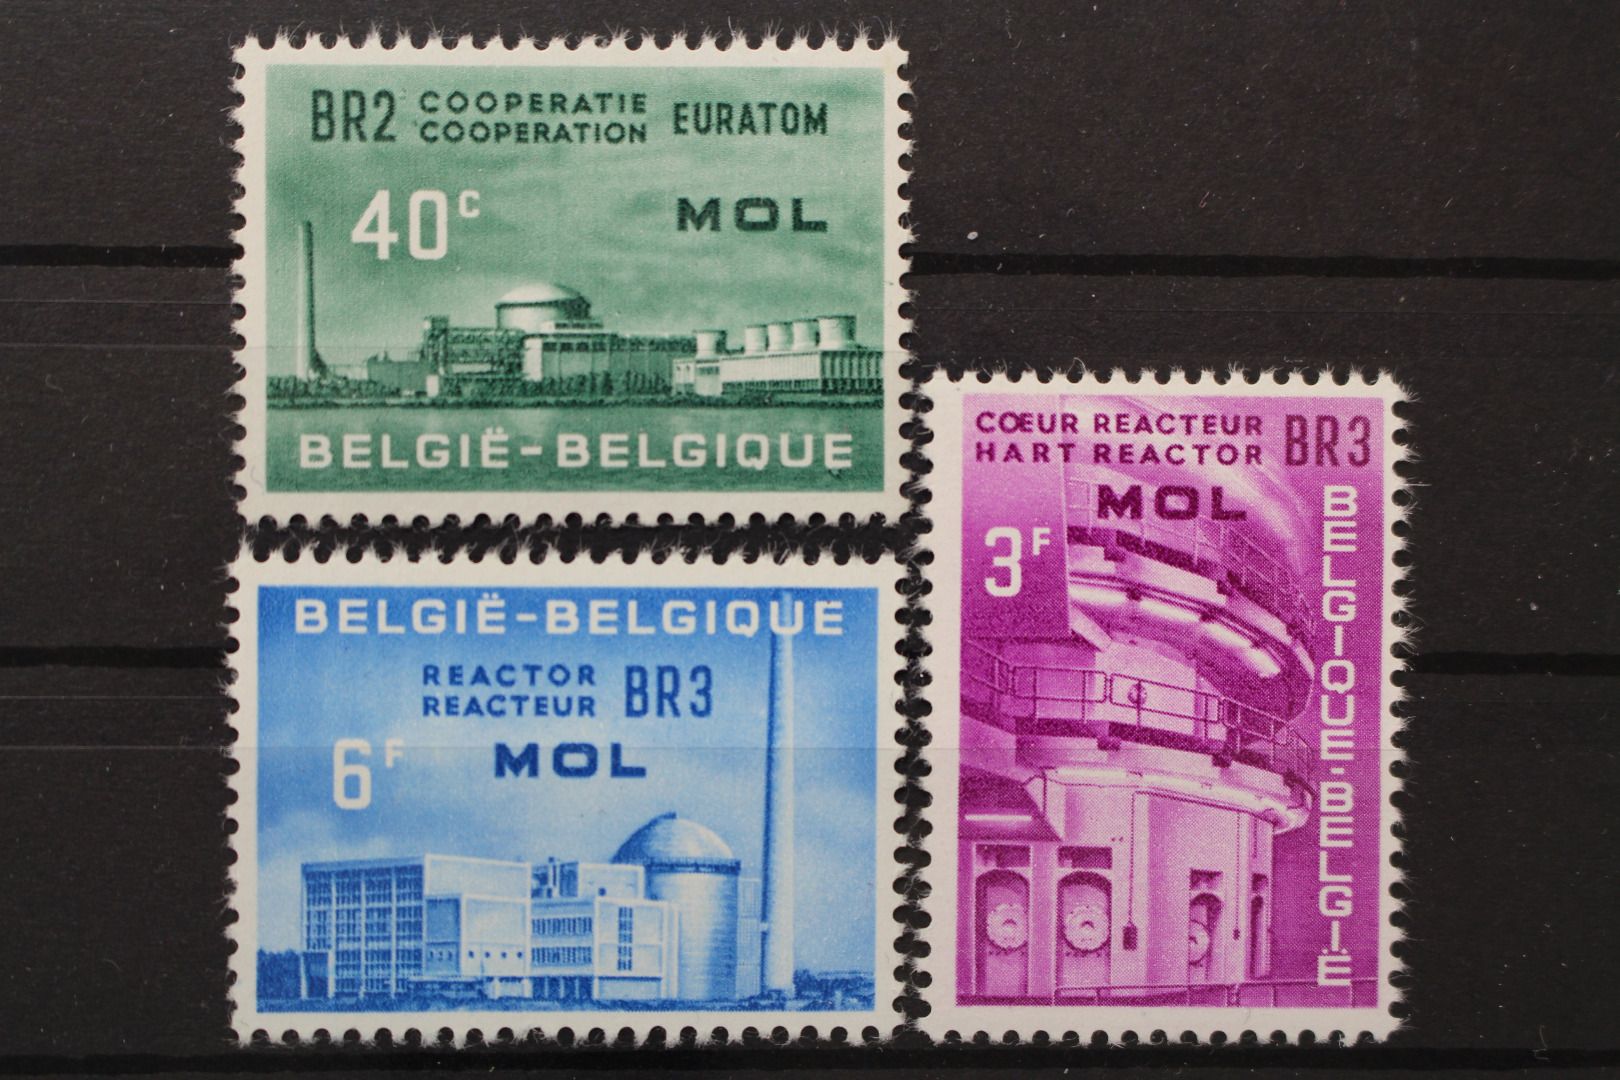 BR2 COOPERATIE EURATOM
COOPERATION
MOL
40C
BELGIË-BELGIQUE
BELGIË-BELGIQUE
REACTOR BR3
REACTEUR
MOL
6F
CŒUR REACTEUR BR3
HART REACTOR
MOL
3F
BELGIQUE·BELGIË